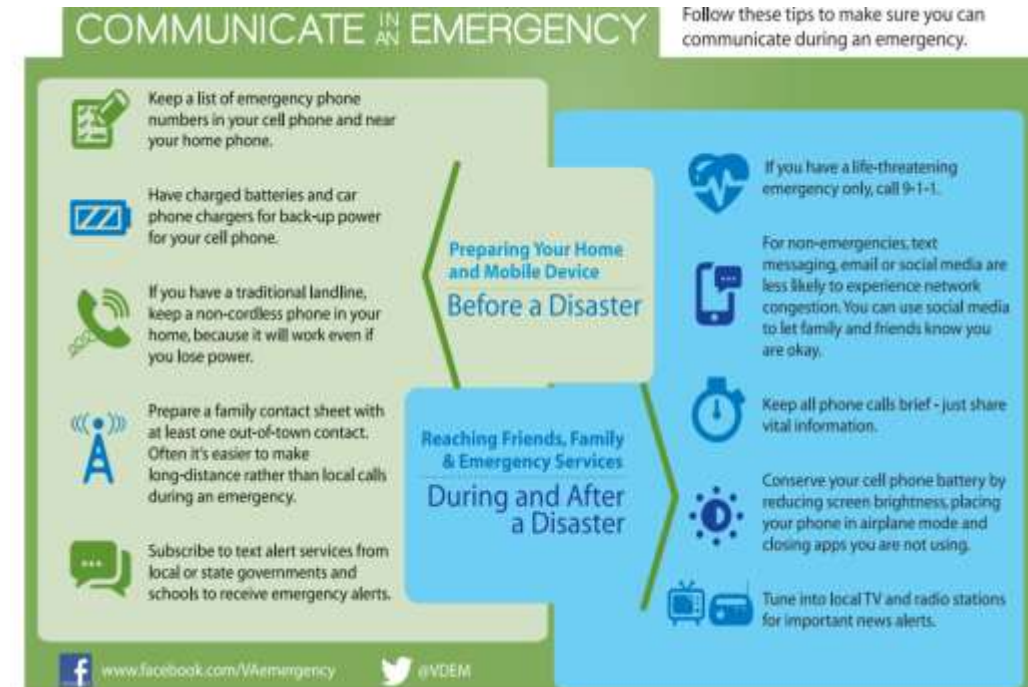 COMMUNICATE IN AN EMERGENCY
Follow these tips to make sure you can
communicate during an emergency.
Keep a list of emergency phone
numbers in your cell phone and near
your home phone.
Have charged batteries and car
phone chargers for back-up power
for your cell phone.
If you have a traditional landline,
keep a non-cordless phone in your
home, because it will work even if
you lose power.
Prepare a family contact sheet with
at least one out-of-town contact.
Often it's easier to make
long-distance rather than local calls
during an emergency.
Subscribe to text alert services from
local or state governments and
schools to receive emergency alerts.
Preparing Your Home
and Mobile Device
Before a Disaster
Reaching Friends, Family
& Emergency Services
During and After
a Disaster
If you have a life-threatening
emergency only, call 9-1-1.
For non-emergencies, text
messaging, email or social media are
less likely to experience network
congestion. You can use social media
to let family and friends know you
are okay.
Keep all phone calls brief - just share
vital information.
Conserve your cell phone battery by
reducing screen brightness, placing
your phone in airplane mode and
closing apps you are not using.
Tune into local TV and radio stations
for important news alerts.
f www.facebook.com/VAemergency
@VDEM